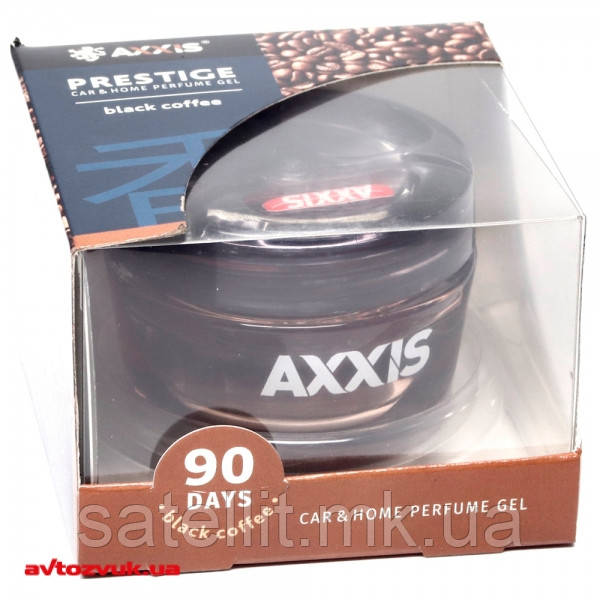 AXXIS®
PRESTIGE
CAR & HOME PERFUME GEL
black coffee
AXXIS
AXXIS
90
DAYS
•black coffee•
CAR & HOME PERFUME GEL
satellit.mk.ua
avtozvuk.ua